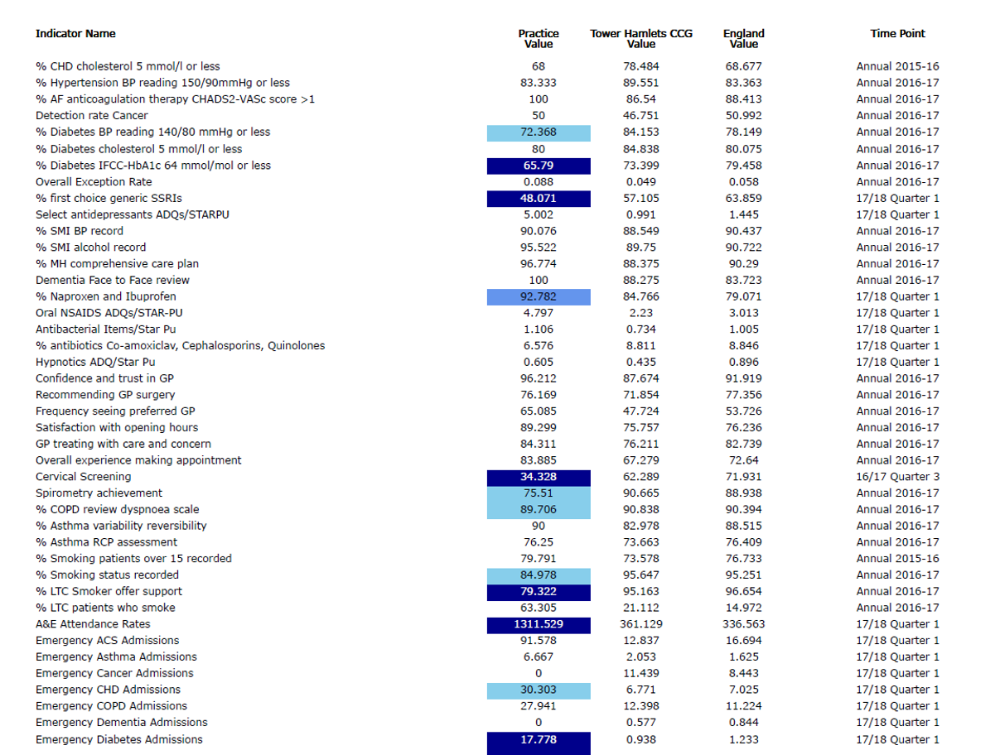 Indicator Name Practice Value Tower Hamlets CCG Value England Value Time Point
% CHD cholesterol 5 mmol/l or less 68 78.484 68.677 Annual 2015-16
% Hypertension BP reading 150/90mmHg or less 83.333 89.551 83.363 Annual 2016-17
% AF anticoagulation therapy CHADS2-VASc score >1 100 86.54 88.413 Annual 2016-17
Detection rate Cancer 50 46.751 50.992 Annual 2016-17
% Diabetes BP reading 140/80 mmHg or less 72.368 84.153 78.149 Annual 2016-17
% Diabetes cholesterol 5 mmol/l or less 80 84.838 80.075 Annual 2016-17
% Diabetes IFCC-HbA1c 64 mmol/mol or less 65.79 73.399 79.458 Annual 2016-17
Overall Exception Rate 0.088 0.049 0.058 Annual 2016-17
% first choice generic SSRIs 48.071 57.105 63.859 17/18 Quarter 1
Select antidepressants ADQs/STARPU 5.002 0.991 1.445 17/18 Quarter 1
% SMI BP record 90.076 88.549 90.437 Annual 2016-17
% SMI alcohol record 95.522 89.75 90.722 Annual 2016-17
% MH comprehensive care plan 96.774 88.375 90.29 Annual 2016-17
Dementia Face to Face review 100 88.275 83.723 Annual 2016-17
% Naproxen and Ibuprofen 92.782 84.766 79.071 17/18 Quarter 1
Oral NSAIDS ADQs/STAR-PU 4.797 2.23 3.013 17/18 Quarter 1
Antibacterial Items/Star Pu 1.106 0.734 1.005 17/18 Quarter 1
% antibiotics Co-amoxiclav, Cephalosporins, Quinolones 6.576 8.811 8.846 17/18 Quarter 1
Hypnotics ADQ/Star Pu 0.605 0.435 0.896 17/18 Quarter 1
Confidence and trust in GP 96.212 87.674 91.919 Annual 2016-17
Recommending GP surgery 76.169 71.854 77.356 Annual 2016-17
Frequency seeing preferred GP 65.085 47.724 53.726 Annual 2016-17
Satisfaction with opening hours 89.299 75.757 76.236 Annual 2016-17
GP treating with care and concern 84.311 76.211 82.739 Annual 2016-17
Overall experience making appointment 83.885 67.279 72.64 Annual 2016-17
Cervical Screening 34.328 62.289 71.931 16/17 Quarter 3
Spirometry achievement 75.51 90.665 88.938 Annual 2016-17
% COPD review dyspnoea scale 89.706 90.838 90.394 Annual 2016-17
% Asthma variability reversibility 90 82.978 88.515 Annual 2016-17
% Asthma RCP assessment 76.25 73.663 76.409 Annual 2016-17
% Smoking patients over 15 recorded 79.791 73.578 76.733 Annual 2015-16
% Smoking status recorded 84.978 95.647 95.251 Annual 2016-17
% LTC Smoker offer support 79.322 95.163 96.654 Annual 2016-17
% LTC patients who smoke 63.305 21.112 14.972 Annual 2016-17
A&E Attendance Rates 1311.529 361.129 336.563 17/18 Quarter 1
Emergency ACS Admissions 91.578 12.837 16.694 17/18 Quarter 1
Emergency Asthma Admissions 6.667 2.053 1.625 17/18 Quarter 1
Emergency Cancer Admissions 0 11.439 8.443 17/18 Quarter 1
Emergency CHD Admissions 30.303 6.771 7.025 17/18 Quarter 1
Emergency COPD Admissions 27.941 12.398 11.224 17/18 Quarter 1
Emergency Dementia Admissions 0 0.577 0.844 17/18 Quarter 1
Emergency Diabetes Admissions 17.778 0.938 1.233 17/18 Quarter 1